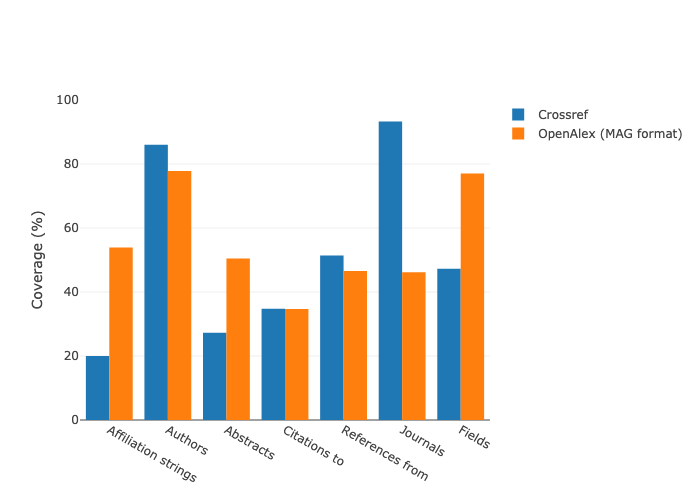 Crossref
OpenAlex (MAG format)
Coverage (%)
100
80
60
40
20
0
Affiliation strings
Authors
Abstracts
Citations to
References from
Journals
Fields